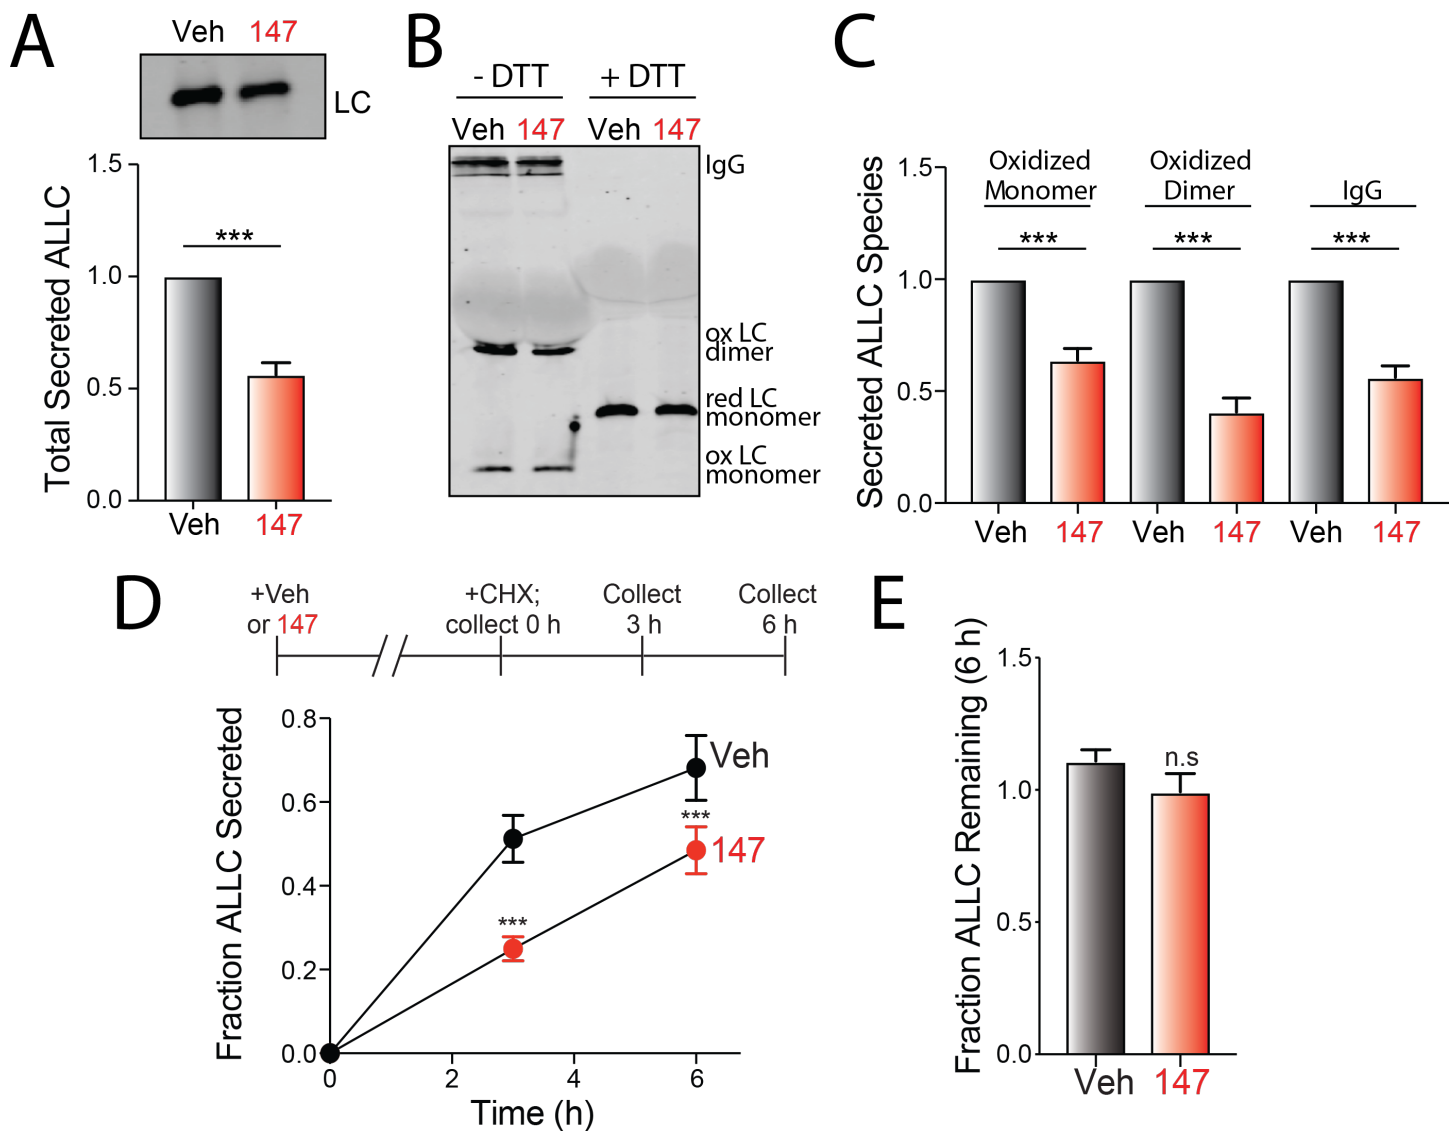 A
Veh 147
LC
1.5
1.0
0.5
0.0
Total Secreted ALLC
***
Veh 147
B
- DTT + DTT
Veh 147 Veh 147
IgG
ox LC
dimer
red LC
monomer
ox LC
monomer
C
1.5
1.0
0.5
0.0
Secreted ALLC Species
Oxidized
Monomer
Oxidized
Dimer
IgG
*** *** ***
Veh 147 Veh 147 Veh 147
D
+Veh
or 147
+CHX;
collect 0 h
Collect
3 h
Collect
6 h
0.8
0.6
0.4
0.2
0.0
Fraction ALLC Secreted
Veh
***
147
***
0 2 4 6
Time (h)
E
1.5
1.0
0.5
0.0
Fraction ALLC Remaining (6 h)
n.s
Veh 147